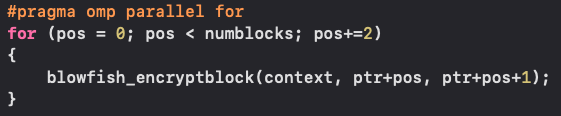 #pragma omp parallel for
for (pos = 0; pos < numblocks; pos+=2)
{
    blowfish_encryptblock(context, ptr+pos, ptr+pos+1);
}